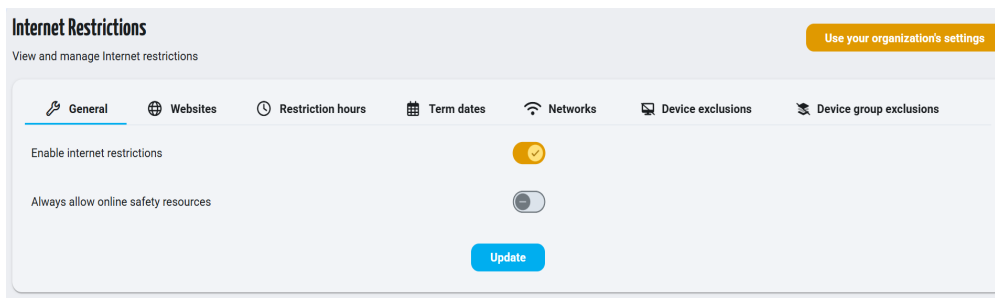 Internet Restrictions
Use your organization's settings
View and manage Internet restrictions
General Websites Restriction hours Term dates Networks Device exclusions Device group exclusions
Enable internet restrictions
Always allow online safety resources
Update